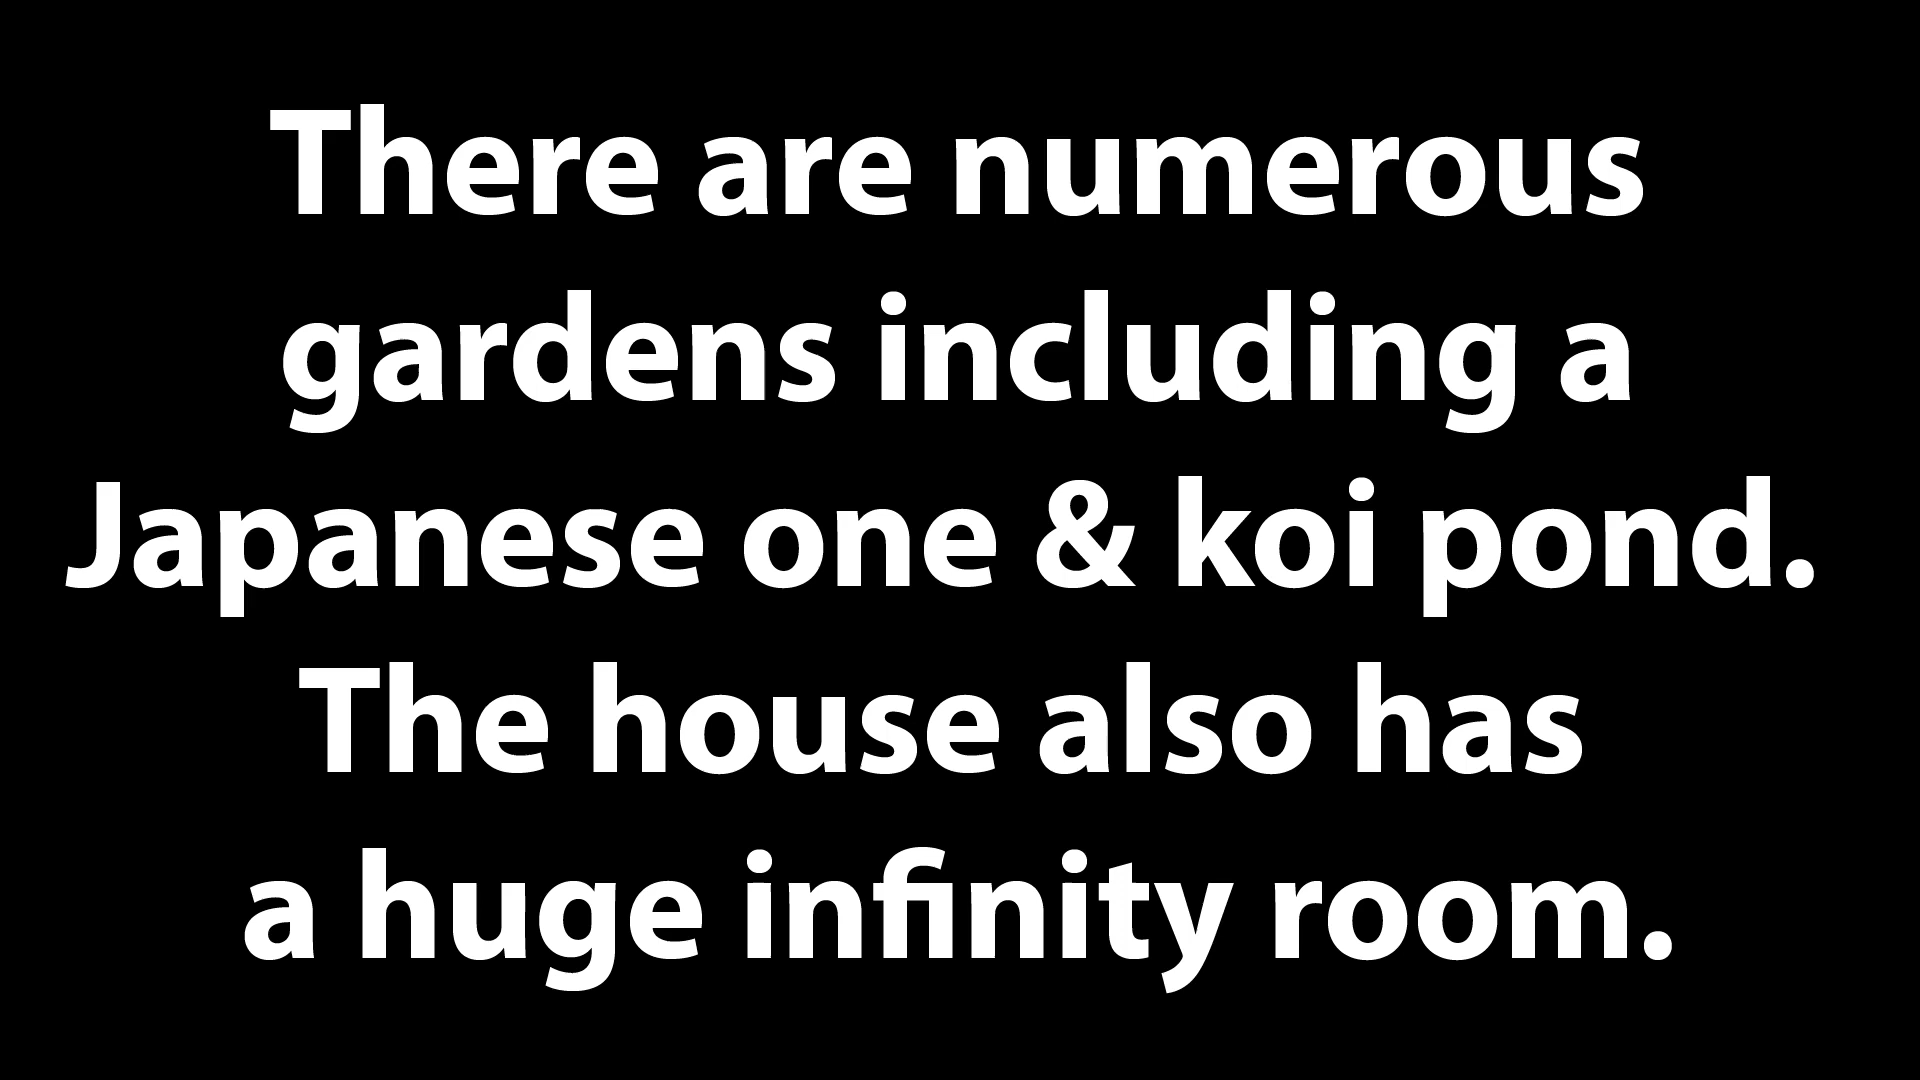 There are numerous
gardens including a
Japanese one & koi pond.
The house also has
a huge infinity room.